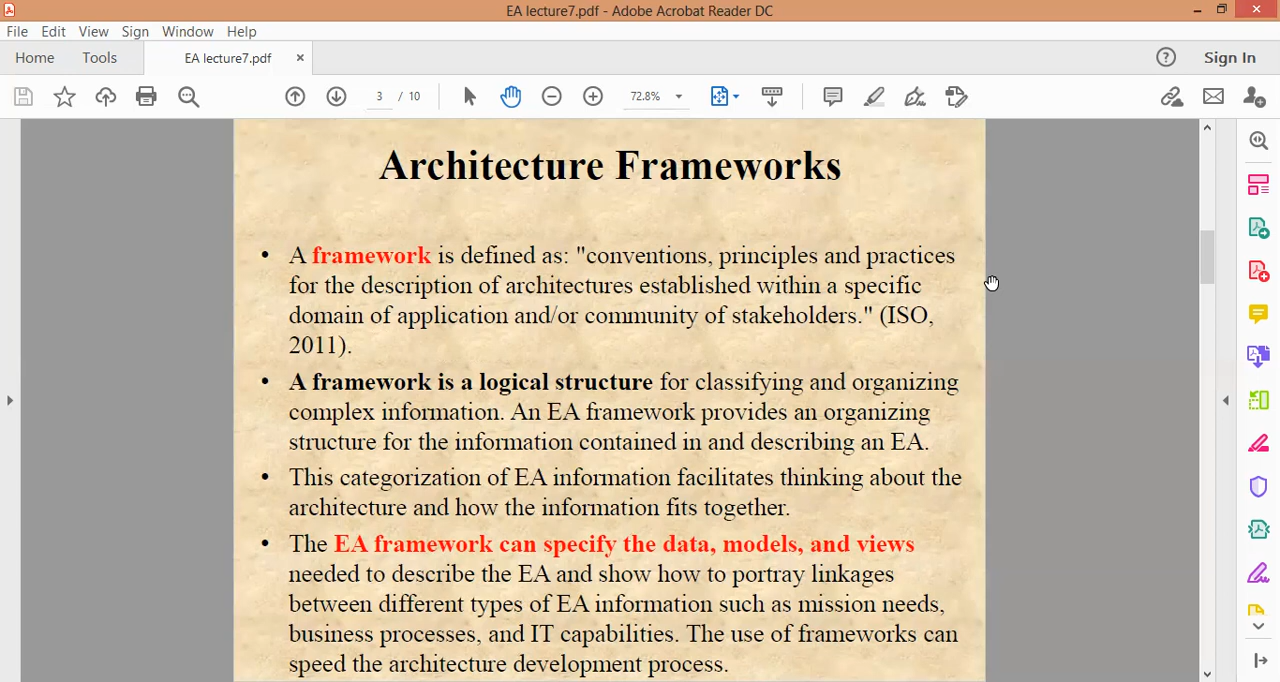 EA lecture7.pdf - Adobe Acrobat Reader DC
File Edit View Sign Window Help
Home Tools EA lecture7.pdf × ? Sign In
3 / 10 72.8%
Architecture Frameworks
• A framework is defined as: "conventions, principles and practices
for the description of architectures established within a specific
domain of application and/or community of stakeholders." (ISO,
2011).
• A framework is a logical structure for classifying and organizing
complex information. An EA framework provides an organizing
structure for the information contained in and describing an EA.
• This categorization of EA information facilitates thinking about the
architecture and how the information fits together.
• The EA framework can specify the data, models, and views
needed to describe the EA and show how to portray linkages
between different types of EA information such as mission needs,
business processes, and IT capabilities. The use of frameworks can
speed the architecture development process.